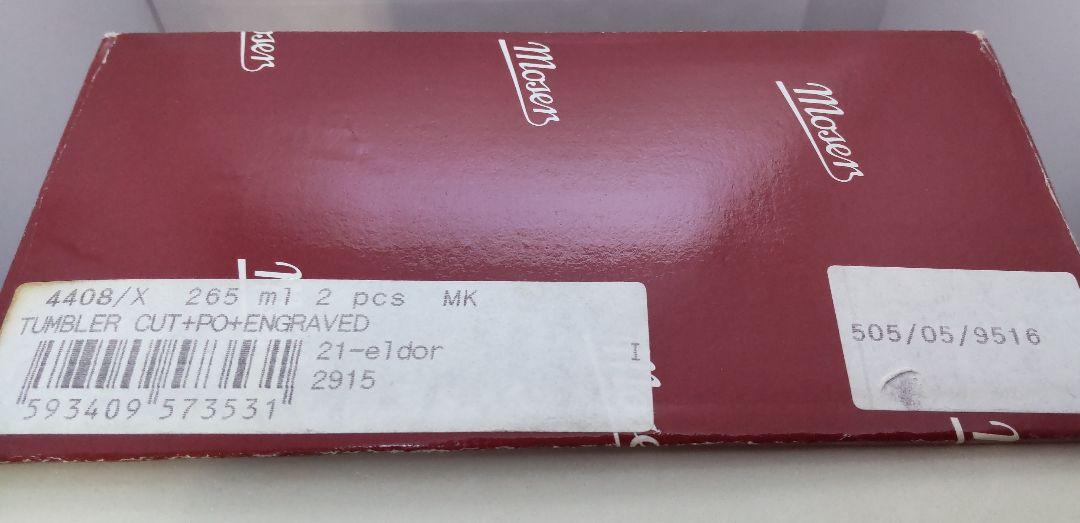 Moser
Moser
Moser
4408/X 265 ml 2 pcs MK
TUMBLER CUT+PO+ENGRAVED
21-eldor I
2915
593409 573531
505/05/9516